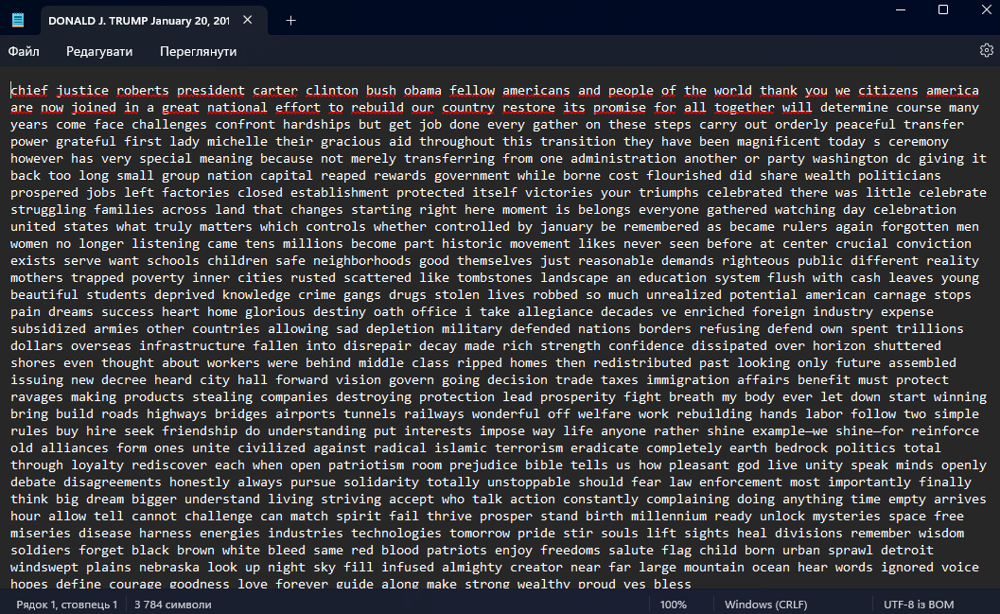 DONALD J. TRUMP January 20, 201
Файл Редагувати Переглянути
chief justice roberts president carter clinton bush obama fellow americans and people of the world thank you we citizens america
are now joined in a great national effort to rebuild our country restore its promise for all together will determine course many
years come face challenges confront hardships but get job done every gather on these steps carry out orderly peaceful transfer
power grateful first lady michelle their gracious aid throughout this transition they have been magnificent today s ceremony
however has very special meaning because not merely transferring from one administration another or party washington dc giving it
back too long small group nation capital reaped rewards government while borne cost flourished did share wealth politicians
prospered jobs left factories closed establishment protected itself victories your triumphs celebrated there was little celebrate
struggling families across land that changes starting right here moment is belongs everyone gathered watching day celebration
united states what truly matters which controls whether controlled by january be remembered as became rulers again forgotten men
women no longer listening came tens millions become part historic movement likes never seen before at center crucial conviction
exists serve want schools children safe neighborhoods good themselves just reasonable demands righteous public different reality
mothers trapped poverty inner cities rusted scattered like tombstones landscape an education system flush with cash leaves young
beautiful students deprived knowledge crime gangs drugs stolen lives robbed so much unrealized potential american carnage stops
pain dreams success heart home glorious destiny oath office i take allegiance decades ve enriched foreign industry expense
subsidized armies other countries allowing sad depletion military defended nations borders refusing defend own spent trillions
dollars overseas infrastructure fallen into disrepair decay made rich strength confidence dissipated over horizon shuttered
shores even thought about workers were behind middle class ripped homes then redistributed past looking only future assembled
issuing new decree heard city hall forward vision govern going decision trade taxes immigration affairs benefit must protect
ravages making products stealing companies destroying protection lead prosperity fight breath my body ever let down start winning
bring build roads highways bridges airports tunnels railways wonderful off welfare work rebuilding hands labor follow two simple
rules buy hire seek friendship do understanding put interests impose way life anyone rather shine example—we shine—for reinforce
old alliances form ones unite civilized against radical islamic terrorism eradicate completely earth bedrock politics total
through loyalty rediscover each when open patriotism room prejudice bible tells us how pleasant god live unity speak minds openly
debate disagreements honestly always pursue solidarity totally unstoppable should fear law enforcement most importantly finally
think big dream bigger understand living striving accept who talk action constantly complaining doing anything time empty arrives
hour allow tell cannot challenge can match spirit fail thrive prosper stand birth millennium ready unlock mysteries space free
miseries disease harness energies industries technologies tomorrow pride stir souls lift sights heal divisions remember wisdom
soldiers forget black brown white bleed same red blood patriots enjoy freedoms salute flag child born urban sprawl detroit
windswept plains nebraska look up night sky fill infused almighty creator near far large mountain ocean hear words ignored voice
hopes define courage goodness love forever guide along make strong wealthy proud yes bless
Рядок 1, стовпець 1 3 784 символи 100% Windows (CRLF) UTF-8 із BOM